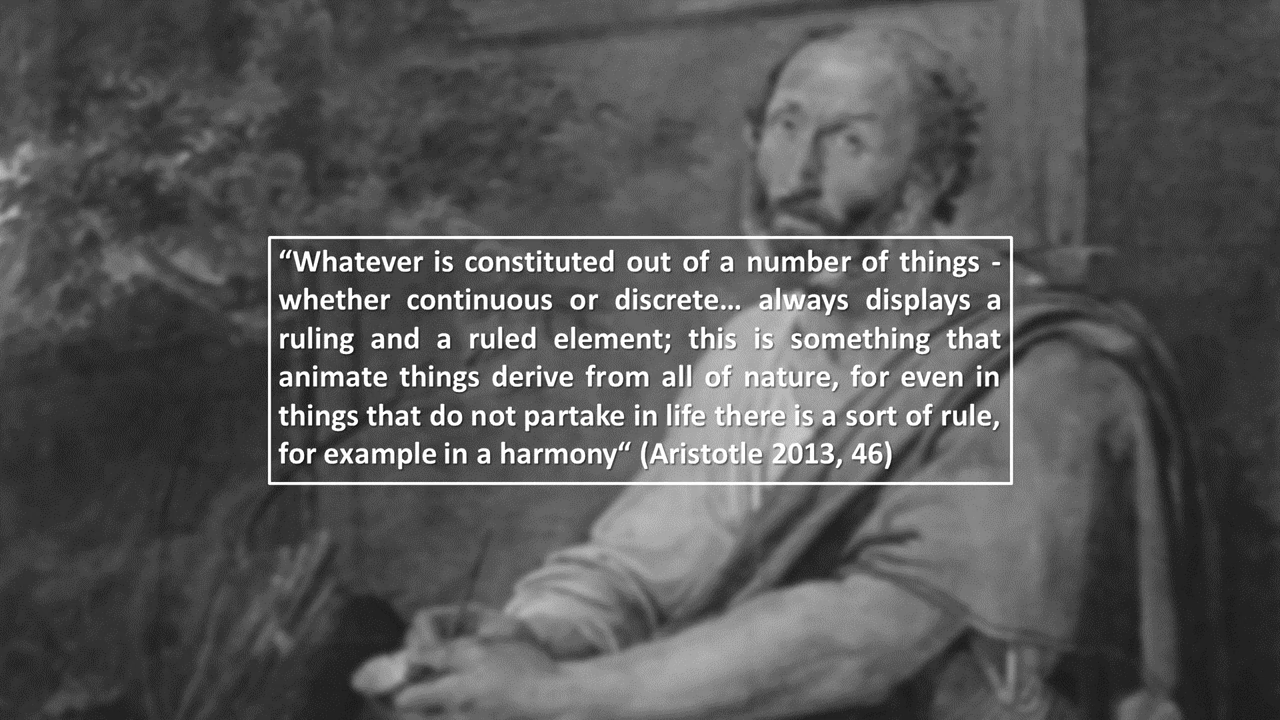 “Whatever is constituted out of a number of things -
whether continuous or discrete… always displays a
ruling and a ruled element; this is something that
animate things derive from all of nature, for even in
things that do not partake in life there is a sort of rule,
for example in a harmony“ (Aristotle 2013, 46)